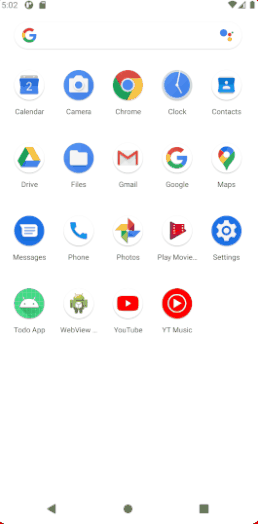 5:02
Calendar Camera Chrome Clock Contacts
2
Drive Files Gmail Google Maps
Messages Phone Photos Play Movie... Settings
Todo App WebView ... YouTube YT Music